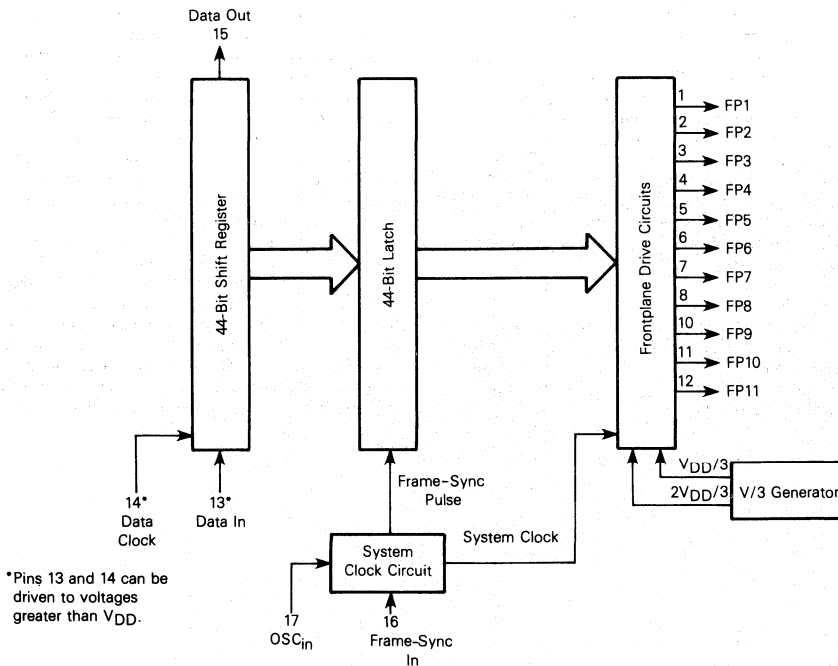 Data Out
15
44-Bit Shift Register
44-Bit Latch
Frontplane Drive Circuits
1
FP1
2
FP2
3
FP3
4
FP4
5
FP5
6
FP6
7
FP7
8
FP8
10
FP9
11
FP10
12
FP11
14*
Data
Clock
13*
Data In
Frame-Sync
Pulse
System Clock
VDD/3
2VDD/3
V/3 Generator
System
Clock Circuit
17
OSCin
16
Frame-Sync
In
*Pins 13 and 14 can be
driven to voltages
greater than VDD.